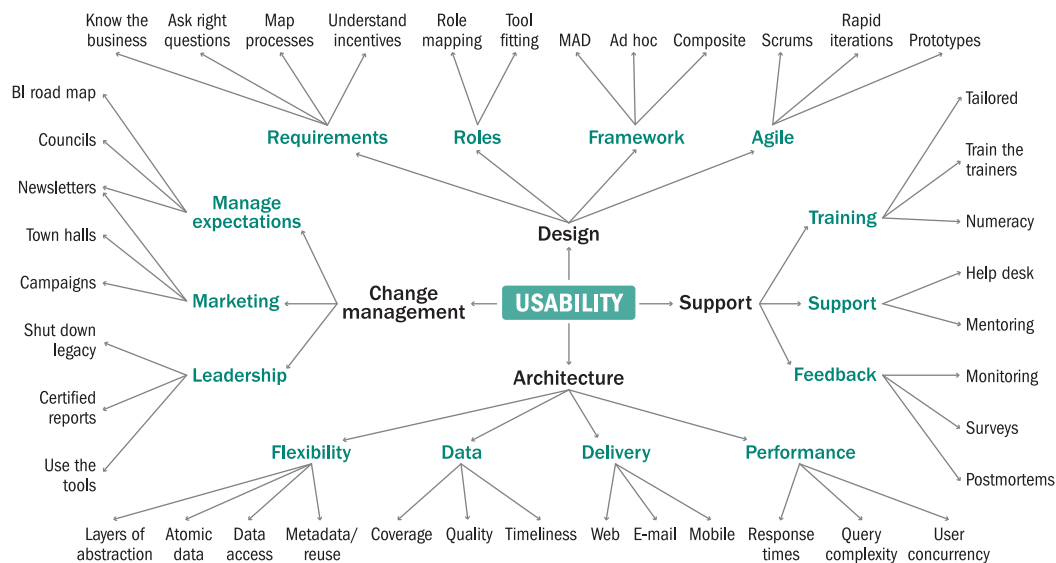 Know the
business
Ask right
questions
Map
processes
Understand
incentives
Role
mapping
Tool
fitting
MAD
Ad hoc
Composite
Scrums
Rapid
iterations
Prototypes
Requirements
Roles
Framework
Agile
BI road map
Councils
Newsletters
Town halls
Campaigns
Shut down
legacy
Certified
reports
Use the
tools
Manage
expectations
Marketing
Leadership
Change
management
Design
USABILITY
Support
Architecture
Training
Support
Feedback
Tailored
Train the
trainers
Numeracy
Help desk
Mentoring
Monitoring
Surveys
Postmortems
Flexibility
Data
Delivery
Performance
Layers of
abstraction
Atomic
data
Data
access
Metadata/
reuse
Coverage
Quality
Timeliness
Web
E-mail
Mobile
Response
times
Query
complexity
User
concurrency